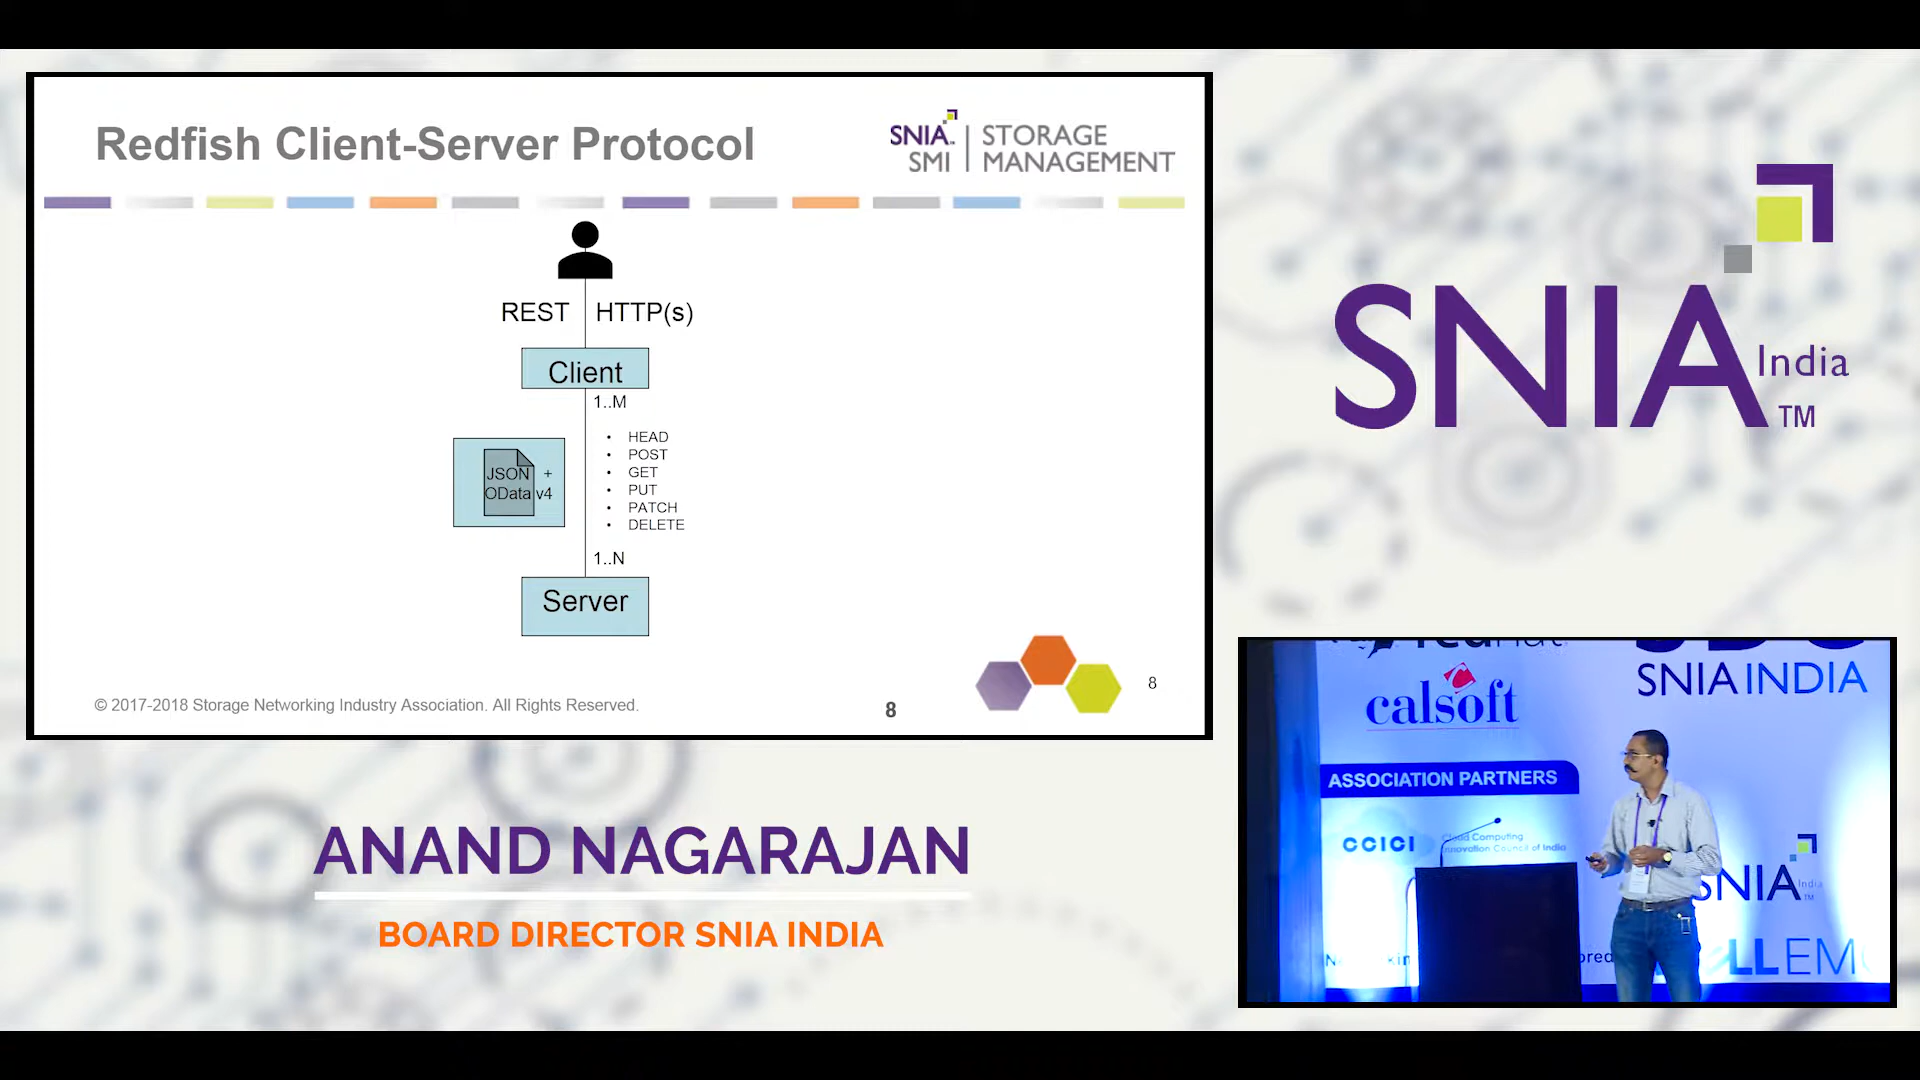 Redfish Client-Server Protocol
SNIA™ SMI | STORAGE MANAGEMENT
REST HTTP(s)
Client
1..M
• HEAD
• POST
• GET
• PUT
• PATCH
• DELETE
JSON +
OData v4
1..N
Server
© 2017-2018 Storage Networking Industry Association. All Rights Reserved.
8
8
SNIA India
TM
ANAND NAGARAJAN
BOARD DIRECTOR SNIA INDIA
SNIA INDIA
calsoft
ASSOCIATION PARTNERS
CCICI
Cloud Computing
Innovation Council of India
SNIA India